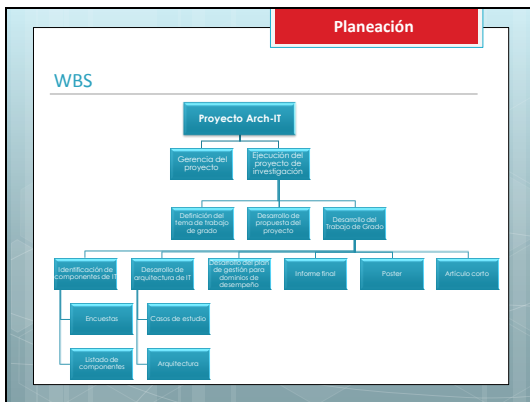 Planeación
WBS
Proyecto Arch-IT
Gerencia del
proyecto
Ejecución del
proyecto de
investigación
Definición del
tema de trabajo
de grado
Desarrollo de
propuesta del
proyecto
Desarrollo del
Trabajo de Grado
Identificación de
componentes de IT
Desarrollo de
arquitectura de IT
Desarrollo del plan
de gestión para
dominios de
desempeño
Informe final
Poster
Artículo corto
Encuestas
Casos de estudio
Listado de
componentes
Arquitectura